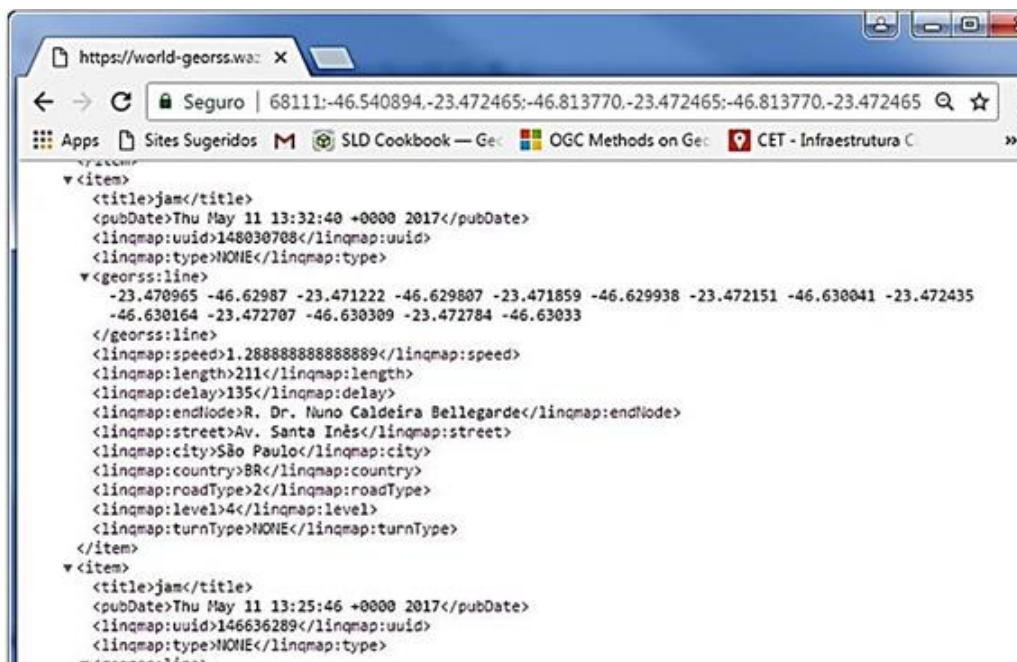 https://world-georss.wa
Seguro | 68111;-46.540894,-23.472465;-46.813770,-23.472465;-46.813770,-23.472465
Apps Sites Sugeridos SLD Cookbook — Ge OGC Methods on Geo CET - Infraestrutura C »
</item>
▼<item>
<title>jam</title>
<pubDate>Thu May 11 13:32:40 +0000 2017</pubDate>
<linqmap:uuid>148030708</linqmap:uuid>
<linqmap:type>NONE</linqmap:type>
▼<georss:line>
-23.470965 -46.62987 -23.471222 -46.629807 -23.471859 -46.629938 -23.472151 -46.630041 -23.472435
-46.630164 -23.472707 -46.630309 -23.472784 -46.63033
</georss:line>
<linqmap:speed>1.288888888888889</linqmap:speed>
<linqmap:length>211</linqmap:length>
<linqmap:delay>135</linqmap:delay>
<linqmap:endNode>R. Dr. Nuno Caldeira Bellegarde</linqmap:endNode>
<linqmap:street>Av. Santa Inês</linqmap:street>
<linqmap:city>São Paulo</linqmap:city>
<linqmap:country>BR</linqmap:country>
<linqmap:roadType>2</linqmap:roadType>
<linqmap:level>4</linqmap:level>
<linqmap:turnType>NONE</linqmap:turnType>
</item>
▼<item>
<title>jam</title>
<pubDate>Thu May 11 13:25:46 +0000 2017</pubDate>
<linqmap:uuid>146636289</linqmap:uuid>
<linqmap:type>NONE</linqmap:type>